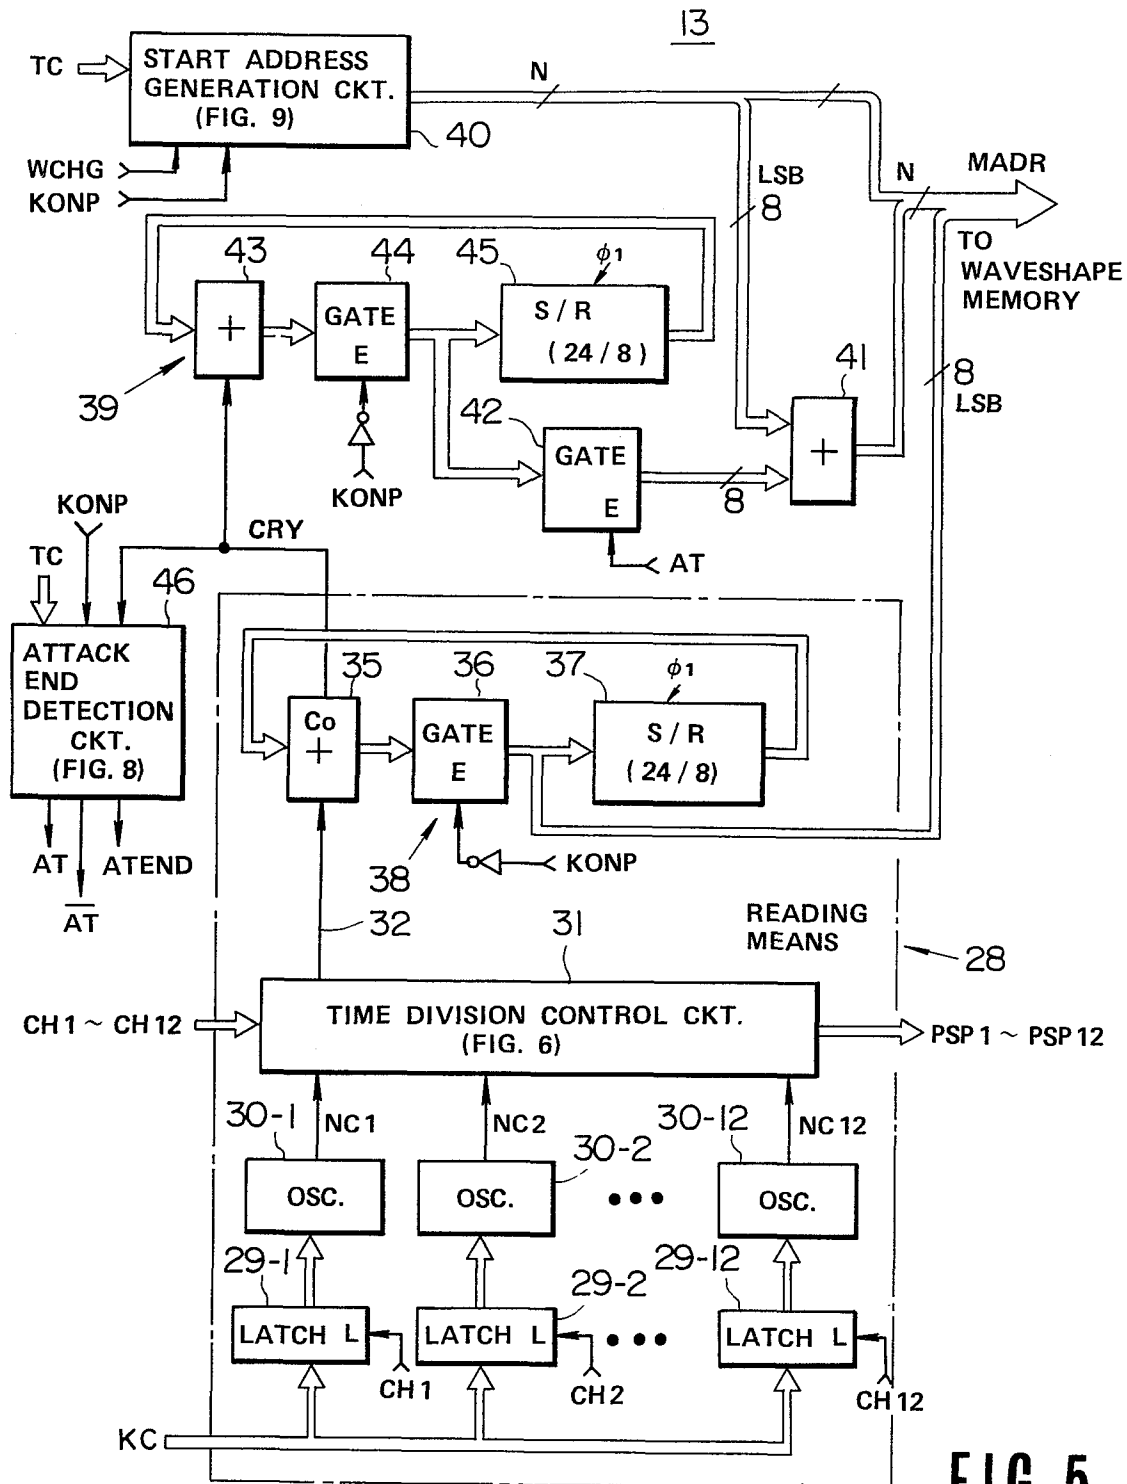 13
TC
START ADDRESS
GENERATION CKT.
(FIG. 9)
40
N
WCHG
KONP
LSB
8
N
MADR
TO
WAVESHAPE
MEMORY
43
44
45
φ1
+
GATE
E
S/R
(24/8)
39
KONP
42
GATE
E
8
41
+
8
LSB
AT
KONP
CRY
TC
46
ATTACK
END
DETECTION
CKT.
(FIG. 8)
AT
ATEND
AT
35
36
37
φ1
Co
+
GATE
E
S/R
(24/8)
38
KONP
32
31
READING
MEANS
28
CH1~CH12
TIME DIVISION CONTROL CKT.
(FIG. 6)
PSP1~PSP12
30-1
NC1
NC2
30-2
30-12
NC12
OSC.
OSC.
•••
OSC.
29-1
29-2
29-12
LATCH L
LATCH L
•••
LATCH L
CH1
CH2
CH12
KC
FIG. 5